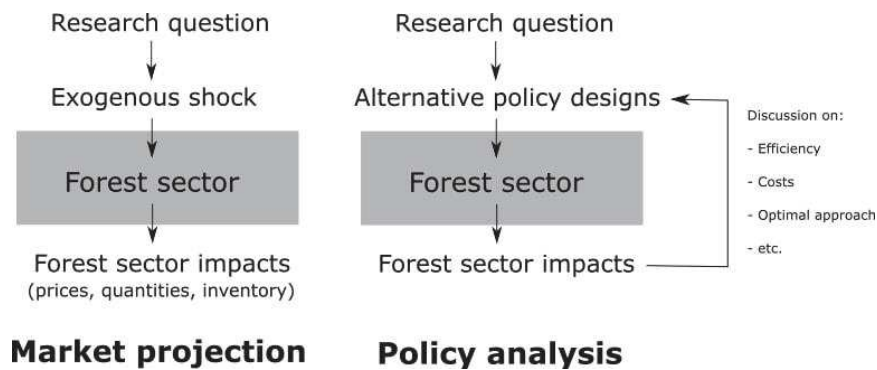 Research question
Exogenous shock
Forest sector
Forest sector impacts
(prices, quantities, inventory)
Market projection
Research question
Alternative policy designs
Forest sector
Forest sector impacts
Policy analysis
Discussion on:
- Efficiency
- Costs
- Optimal approach
- etc.